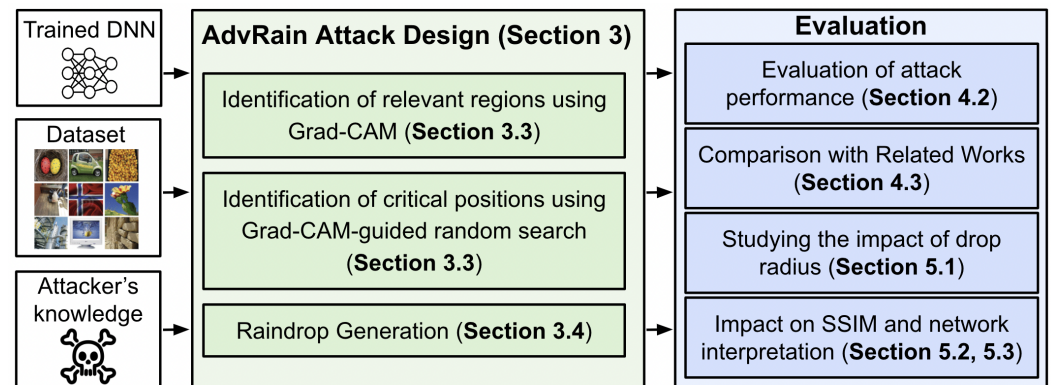 Trained DNN
Dataset
Attacker's
knowledge
AdvRain Attack Design (Section 3)
Identification of relevant regions using
Grad-CAM (Section 3.3)
Identification of critical positions using
Grad-CAM-guided random search
(Section 3.3)
Raindrop Generation (Section 3.4)
Evaluation
Evaluation of attack
performance (Section 4.2)
Comparison with Related Works
(Section 4.3)
Studying the impact of drop
radius (Section 5.1)
Impact on SSIM and network
interpretation (Section 5.2, 5.3)